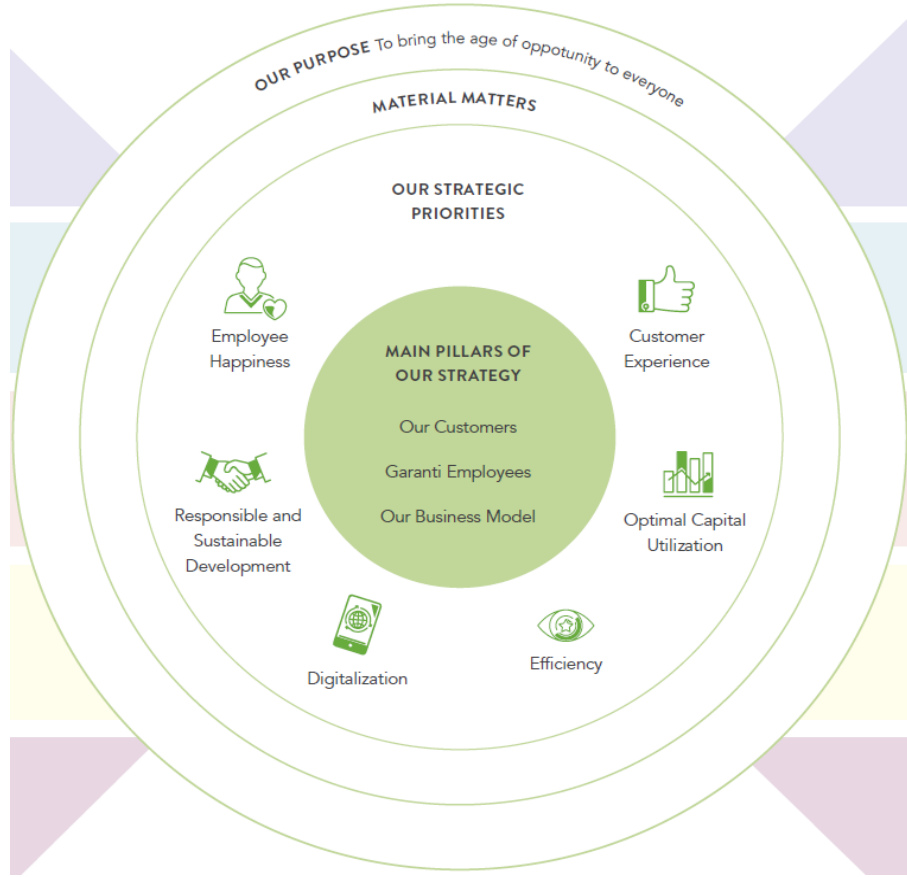 OUR PURPOSE To bring the age of oppotunity to everyone
MATERIAL MATTERS
OUR STRATEGIC
PRIORITIES
Employee
Happiness
Customer
Experience
MAIN PILLARS OF
OUR STRATEGY
Our Customers
Garanti Employees
Our Business Model
Responsible and
Sustainable
Development
Optimal Capital
Utilization
Digitalization
Efficiency